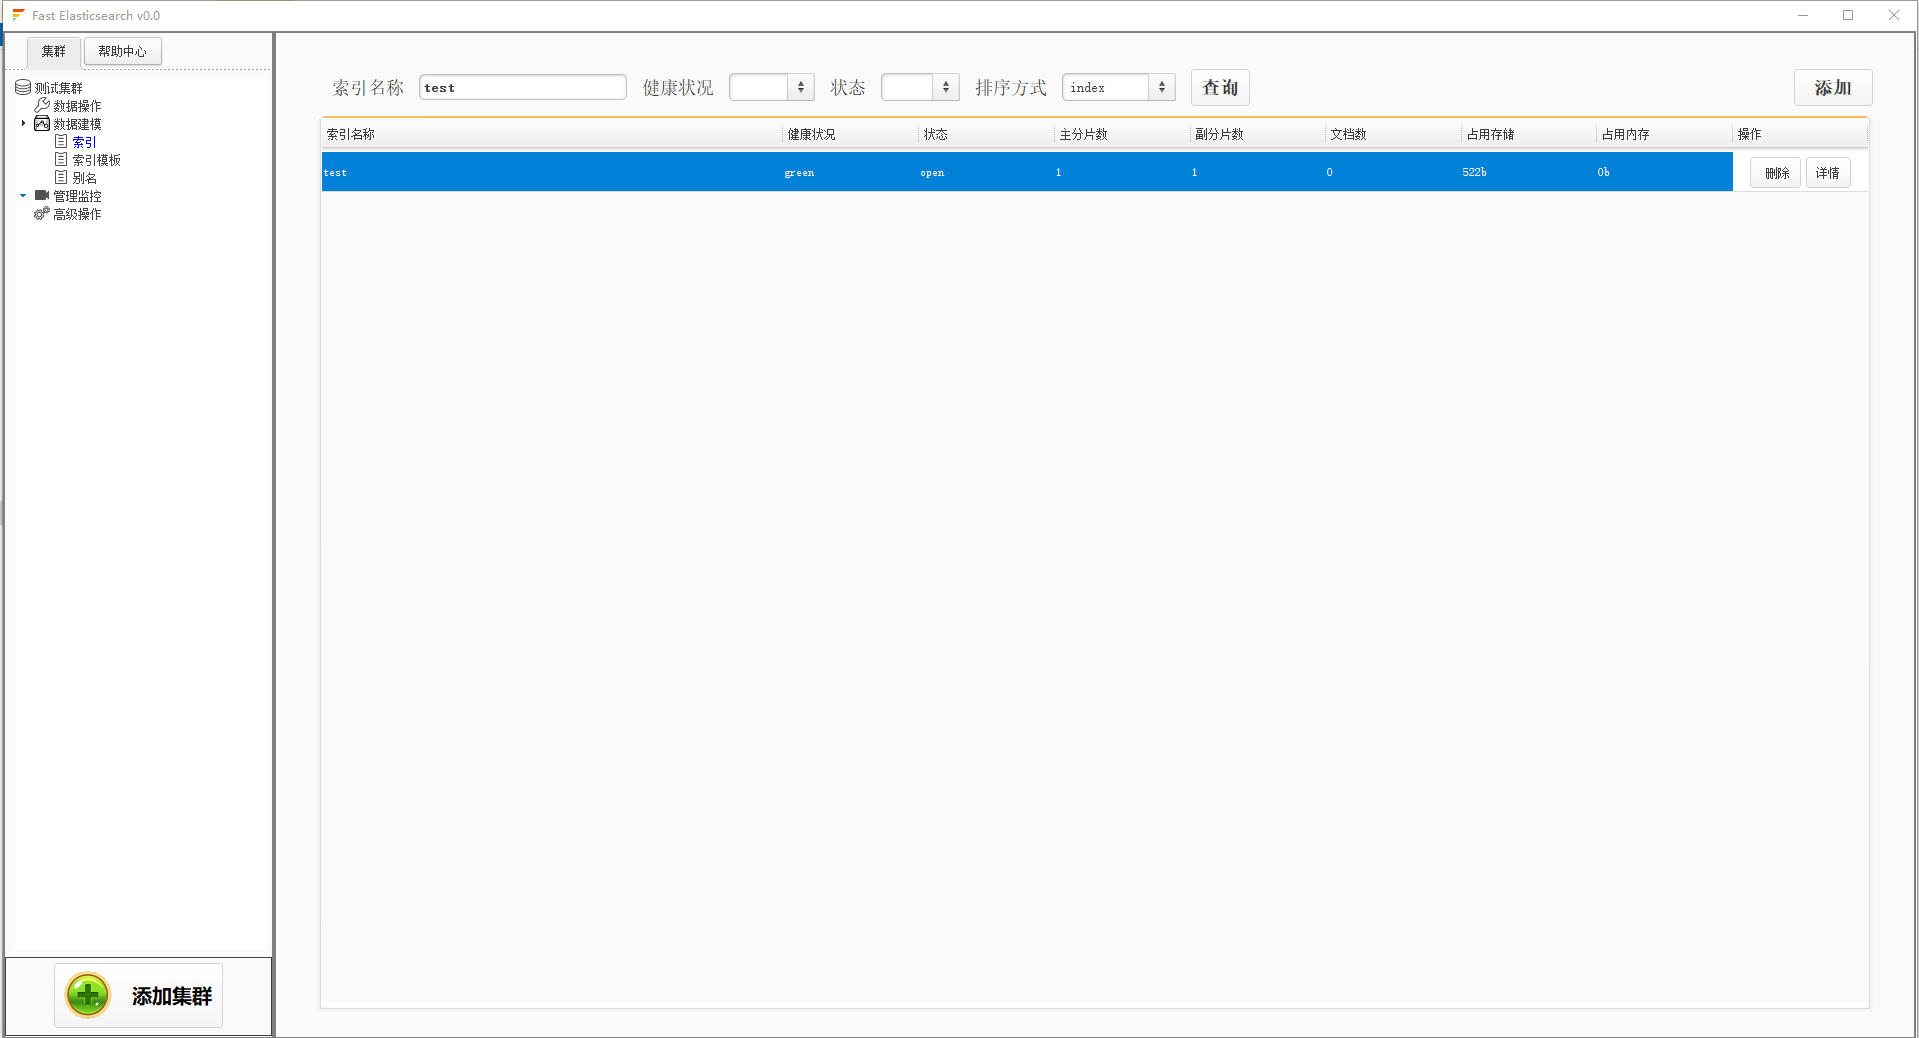 Fast Elasticsearch v0.0
集群 帮助中心
测试集群
数据操作
数据建模
索引
索引模板
别名
管理监控
高级操作
添加集群
索引名称 test 健康状况 状态 排序方式 index 查询 添加
索引名称 健康状况 状态 主分片数 副分片数 文档数 占用存储 占用内存 操作
test green open 1 1 0 522b 0b 删除 详情